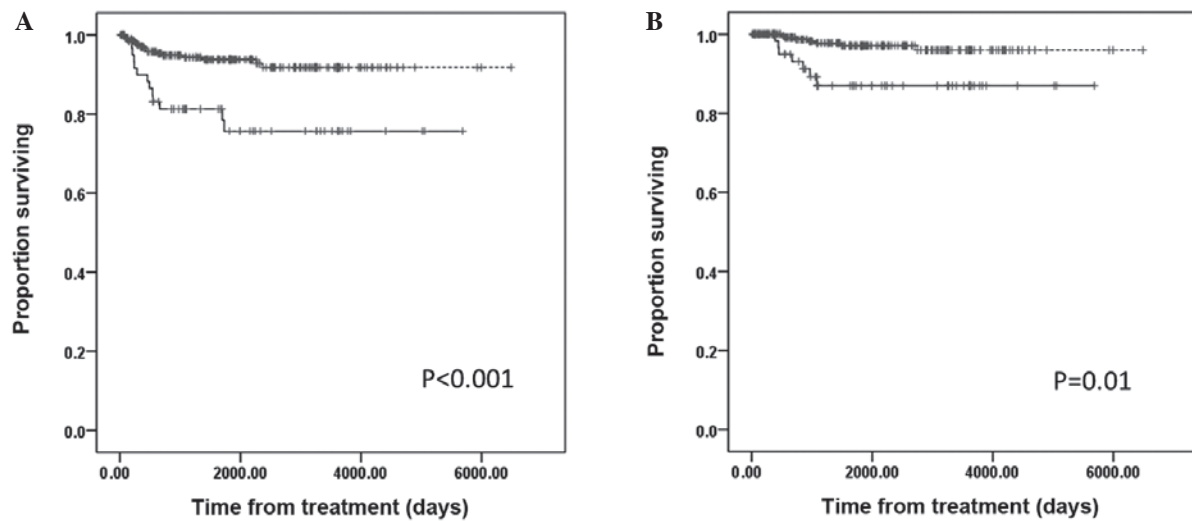 A
Proportion surviving
1.0
0.8
0.6
0.4
0.2
0.0
P<0.001
0.00 2000.00 4000.00 6000.00
Time from treatment (days)
B
Proportion surviving
1.0
0.8
0.6
0.4
0.2
0.0
P=0.01
0.00 2000.00 4000.00 6000.00
Time from treatment (days)